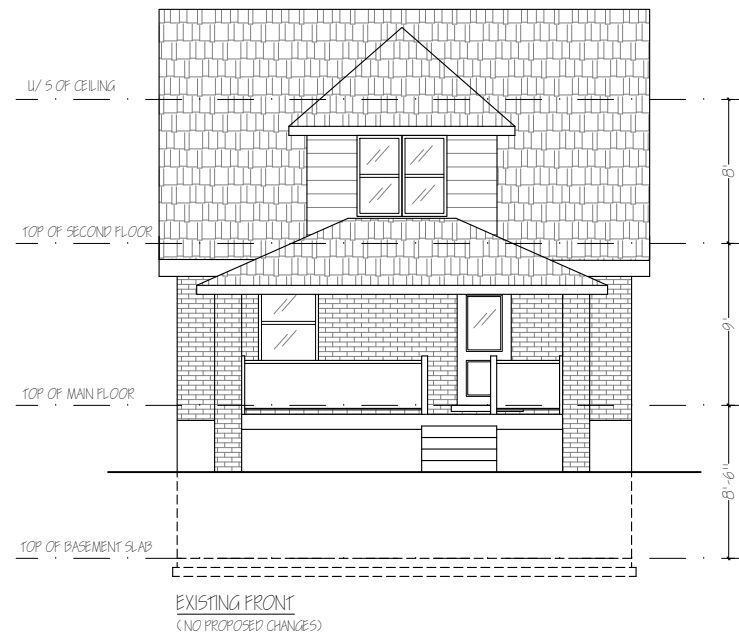 U/S OF CEILING
8'
TOP OF SECOND FLOOR
9'
TOP OF MAIN FLOOR
8'-6"
TOP OF BASEMENT SLAB
EXISTING FRONT
(NO PROPOSED CHANGES)